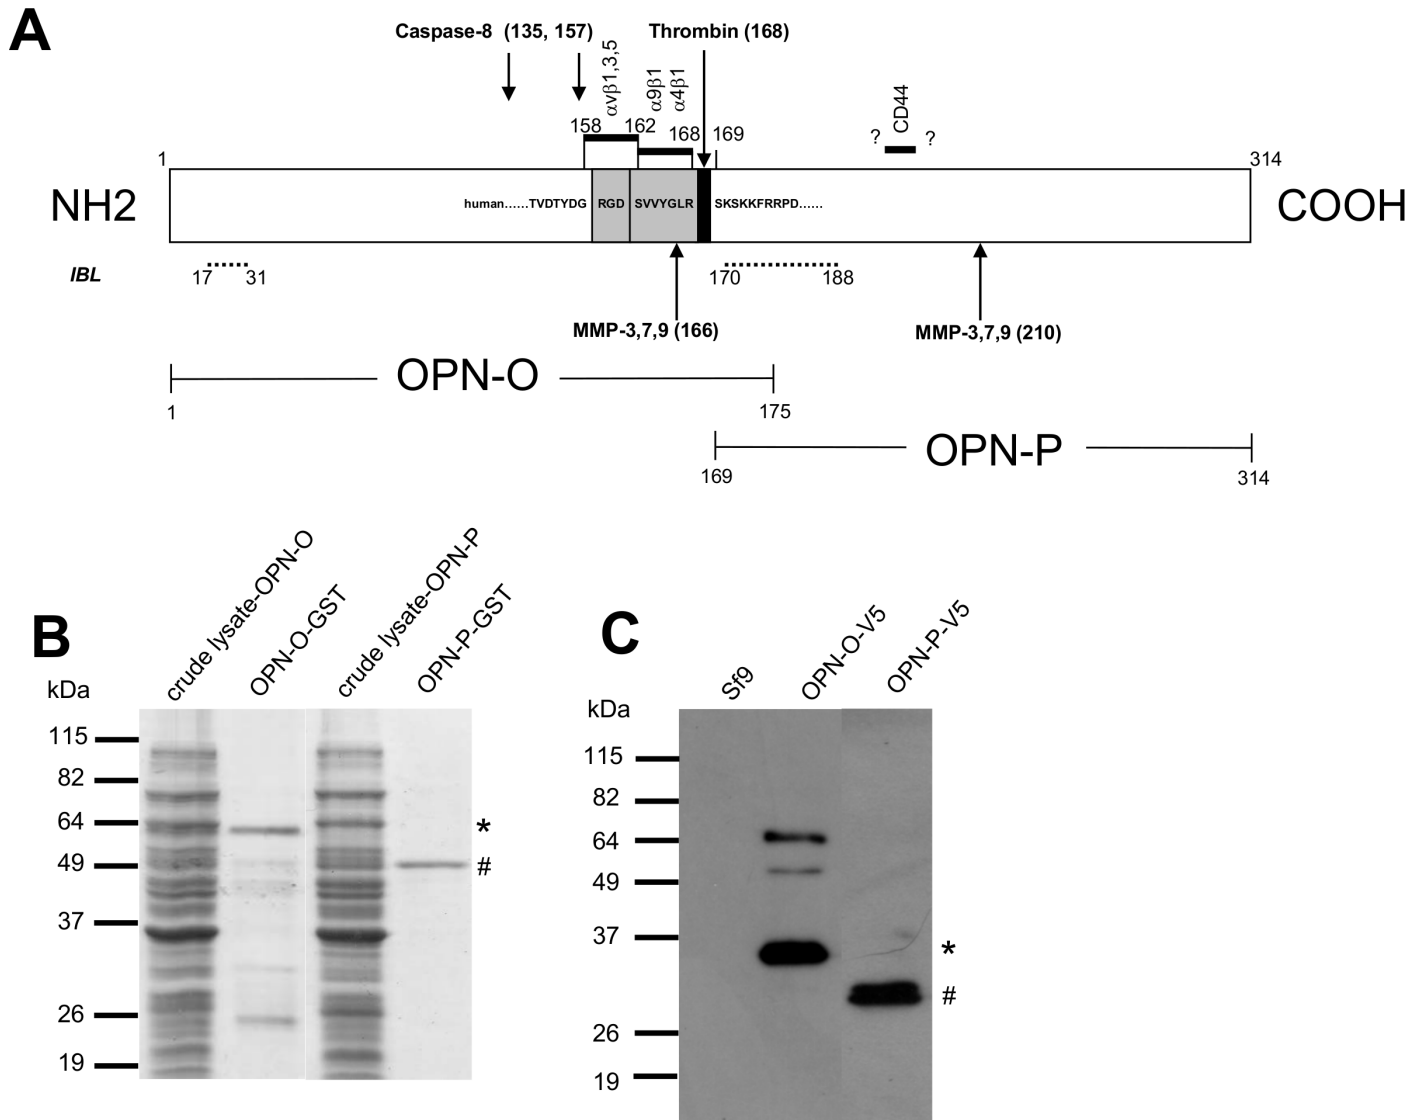 A
Caspase-8 (135, 157)
Thrombin (168)
αvβ1,3,5
α9β1
α4β1
CD44
? ?
158 162 168 169
1
314
NH2
human......TVDTYDG RGD SVVYGLR SKSKKFRRPD......
COOH
IBL
17 31
170 188
MMP-3,7,9 (166)
MMP-3,7,9 (210)
OPN-O
1 175
OPN-P
169 314
B
kDa
crude lysate-OPN-O
OPN-O-GST
crude lysate-OPN-P
OPN-P-GST
115
82
64 *
49 #
37
26
19
C
kDa
Sf9
OPN-O-V5
OPN-P-V5
115
82
64
49
37 *
#
26
19